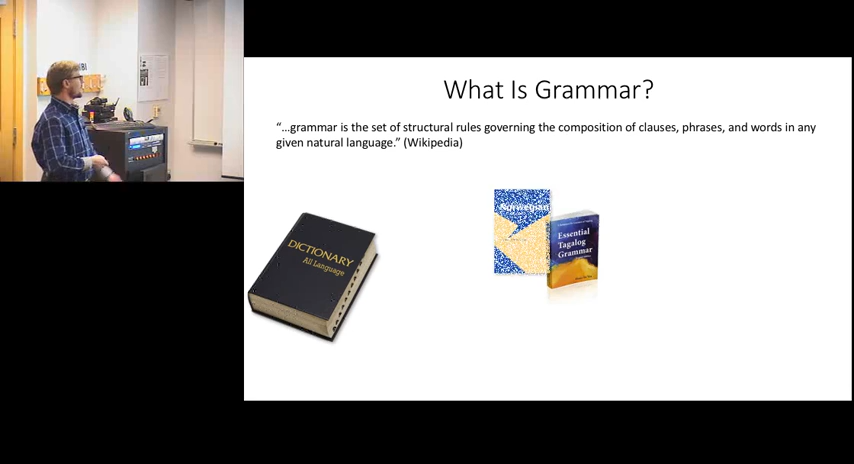 What Is Grammar?
“…grammar is the set of structural rules governing the composition of clauses, phrases, and words in any
given natural language.” (Wikipedia)
DICTIONARY
All Language
Norwegian
Essential
Tagalog
Grammar